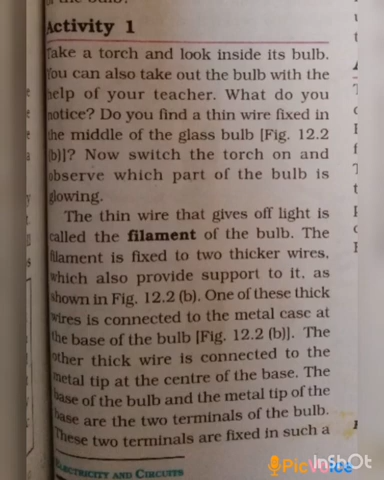 Activity 1
Take a torch and look inside its bulb.
You can also take out the bulb with the
help of your teacher. What do you
notice? Do you find a thin wire fixed in
the middle of the glass bulb [Fig. 12.2
(b)]? Now switch the torch on and
observe which part of the bulb is
glowing.
The thin wire that gives off light is
called the filament of the bulb. The
filament is fixed to two thicker wires,
which also provide support to it, as
shown in Fig. 12.2 (b). One of these thick
wires is connected to the metal case at
the base of the bulb [Fig. 12.2 (b)]. The
other thick wire is connected to the
metal tip at the centre of the base. The
base of the bulb and the metal tip of the
base are the two terminals of the bulb.
These two terminals are fixed in such a
ELECTRICITY AND CIRCUITS
PicVoice
InShOt